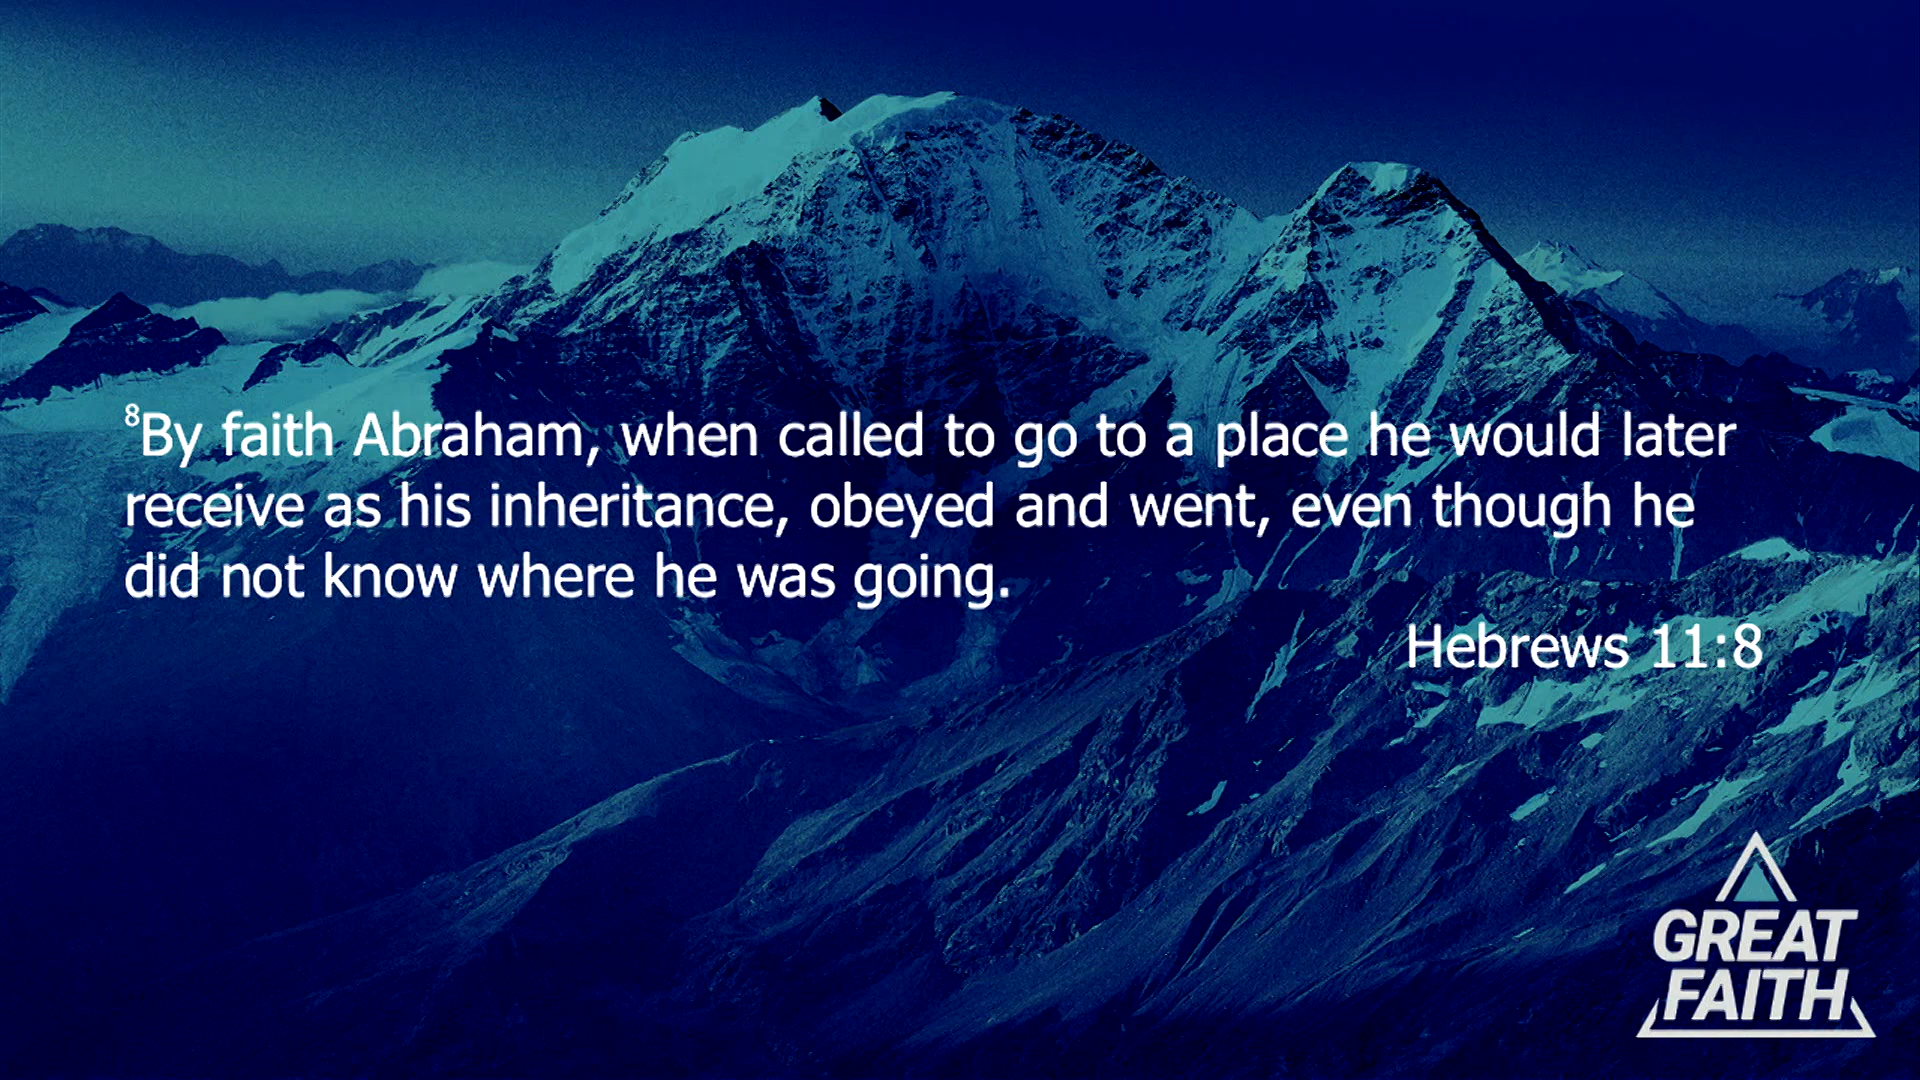 ⁸By faith Abraham, when called to go to a place he would later
receive as his inheritance, obeyed and went, even though he
did not know where he was going.
Hebrews 11:8
GREAT
FAITH